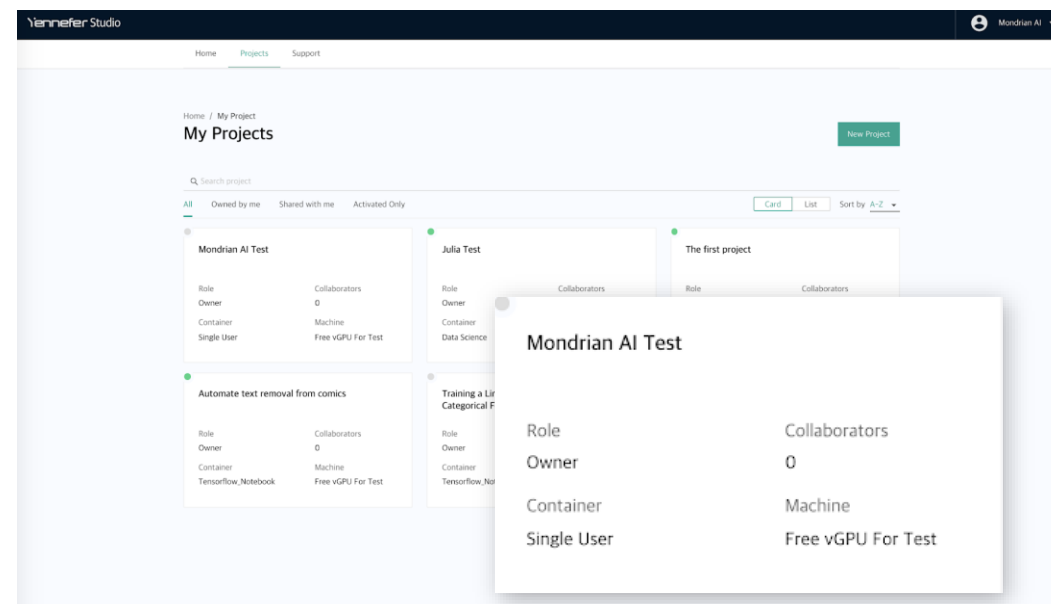 Yennefer Studio
Mondrian AI
Home Projects Support
Home / My Project
My Projects
New Project
Search project
All Owned by me Shared with me Activated Only
Card List Sort by A-Z
Mondrian AI Test
Role Collaborators
Owner 0
Container Machine
Single User Free vGPU For Test
Julia Test
Role Collaborators
Owner
Container
Data Science
The first project
Role Collaborators
Automate text removal from comics
Role Collaborators
Owner 0
Container Machine
Tensorflow_Notebook Free vGPU For Test
Training a
Categorical
Role
Owner
Container
Mondrian AI Test
Role Collaborators
Owner 0
Container Machine
Single User Free vGPU For Test